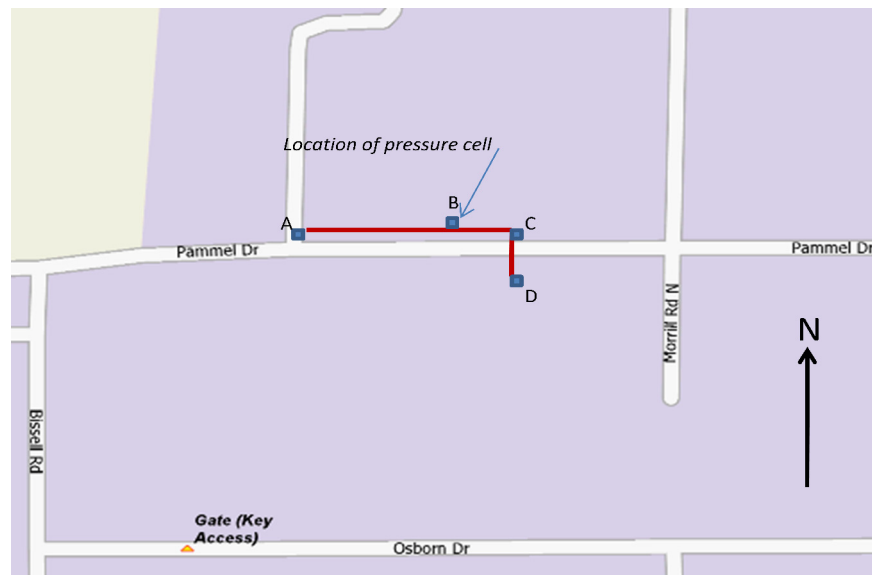 Location of pressure cell
B
A
C
Pammel Dr
Pammel Dr
D
Morrill Rd N
N
Bissell Rd
Gate (Key
Access)
Osborn Dr